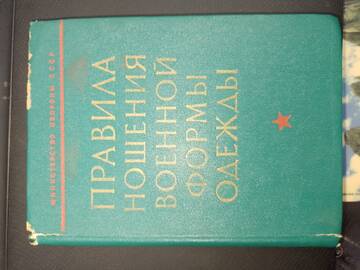 МИНИСТЕРСТВО ОБОРОНЫ СССР
ПРАВИЛА
НОШЕНИЯ
ВОЕННОЙ
ФОРМЫ
ОДЕЖДЫ